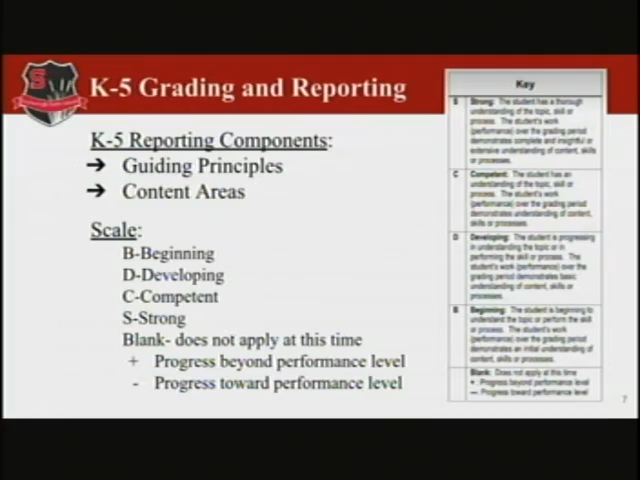 S
K-5 Grading and Reporting
K-5 Reporting Components:
➔ Guiding Principles
➔ Content Areas
Scale:
B-Beginning
D-Developing
C-Competent
S-Strong
Blank- does not apply at this time
+ Progress beyond performance level
- Progress toward performance level
Key
S Strong: The student has a thorough
understanding of the topic, skill or
process. The student's work
(performance) over the grading period
demonstrates complete and insightful or
extensive understanding of content, skills
or processes.
C Competent: The student has an
understanding of the topic, skill or
process. The student's work
(performance) over the grading period
demonstrates understanding of content,
skills or processes.
D Developing: The student is progressing
in understanding the topic or in
performing the skill or process. The
student's work (performance) over the
grading period demonstrates basic
understanding of content, skills or
processes.
B Beginning: The student is beginning to
understand the topic or perform the skill
or process. The student's work
(performance) over the grading period
demonstrates an initial understanding of
content, skills or processes.
Blank: Does not apply at this time
+ : Progress beyond performance level
—: Progress toward performance level
7